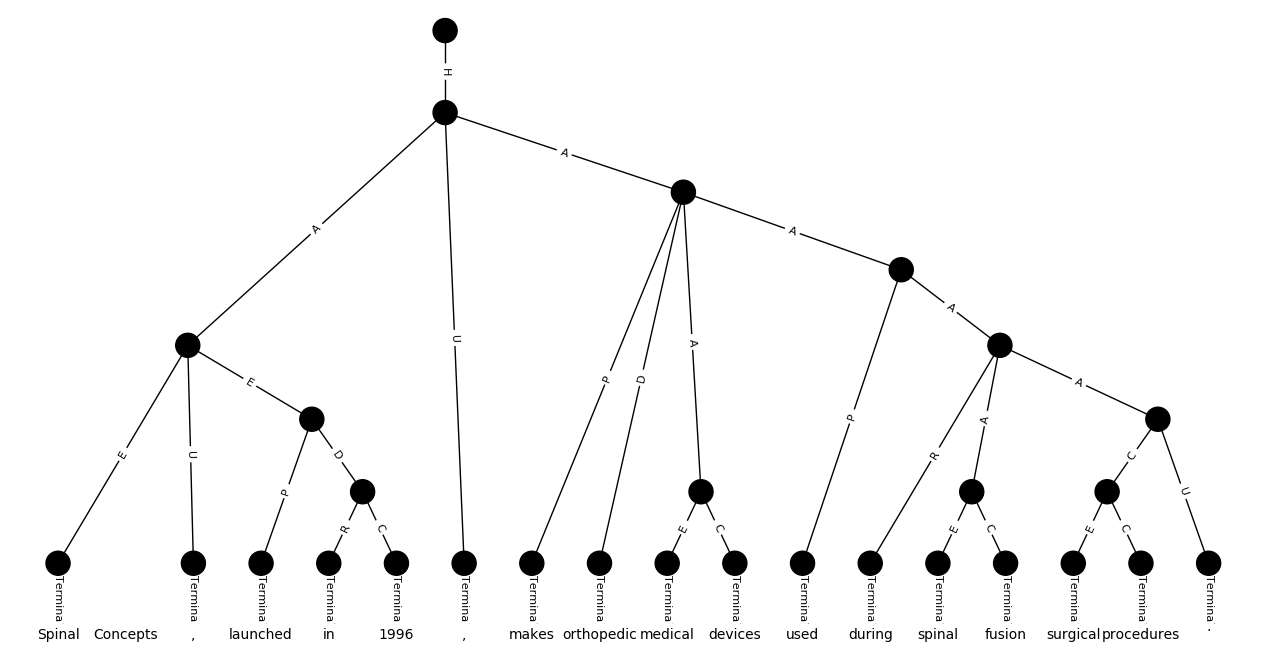 H
A
A
A
U
A
E
E
U
P
D
A
P
A
R
A
C
U
P
D
R
C
E
C
E
C
E
C
Termina Termina Termina Termina Termina Termina Termina Termina Termina Termina Termina Termina Termina Termina Termina Termina Termina
Spinal Concepts , launched in 1996 , makes orthopedic medical devices used during spinal fusion surgical procedures .